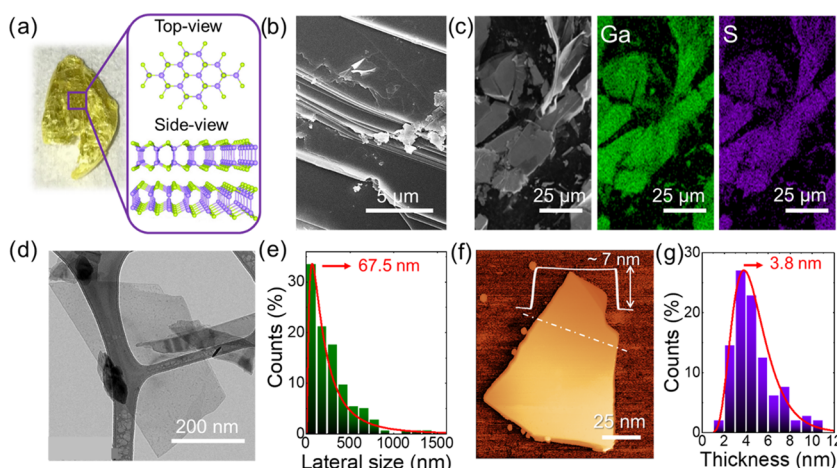 (a)
Top-view
Side-view
(b)
5 µm
(c)
25 µm
Ga
25 µm
S
25 µm
(d)
200 nm
(e)
67.5 nm
Counts (%)
30
20
10
0
0 500 1000 1500
Lateral size (nm)
(f)
~ 7 nm
25 nm
(g)
3.8 nm
Counts (%)
30
20
10
0
0 2 4 6 8 10 12
Thickness (nm)